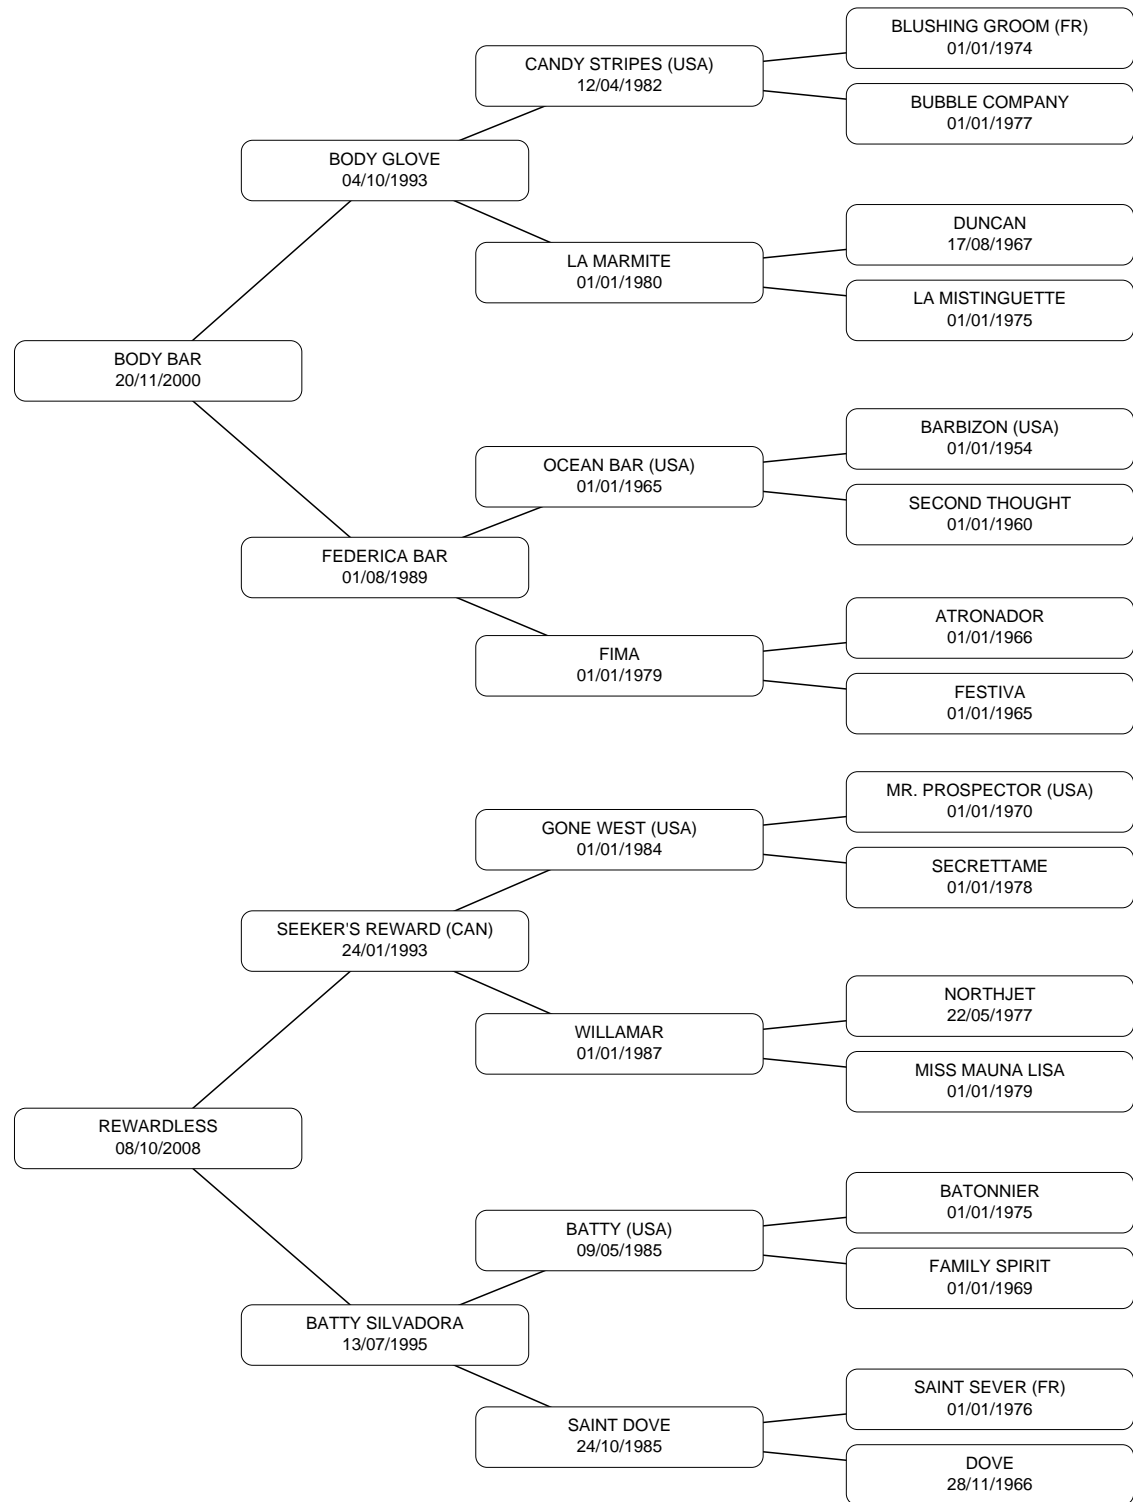 BLUSHING GROOM (FR)
01/01/1974
CANDY STRIPES (USA)
12/04/1982
BUBBLE COMPANY
01/01/1977
BODY GLOVE
04/10/1993
DUNCAN
17/08/1967
LA MARMITE
01/01/1980
LA MISTINGUETTE
01/01/1975
BODY BAR
20/11/2000
BARBIZON (USA)
01/01/1954
OCEAN BAR (USA)
01/01/1965
SECOND THOUGHT
01/01/1960
FEDERICA BAR
01/08/1989
ATRONADOR
01/01/1966
FIMA
01/01/1979
FESTIVA
01/01/1965
MR. PROSPECTOR (USA)
01/01/1970
GONE WEST (USA)
01/01/1984
SECRETTAME
01/01/1978
SEEKER'S REWARD (CAN)
24/01/1993
NORTHJET
22/05/1977
WILLAMAR
01/01/1987
MISS MAUNA LISA
01/01/1979
REWARDLESS
08/10/2008
BATONNIER
01/01/1975
BATTY (USA)
09/05/1985
FAMILY SPIRIT
01/01/1969
BATTY SILVADORA
13/07/1995
SAINT SEVER (FR)
01/01/1976
SAINT DOVE
24/10/1985
DOVE
28/11/1966